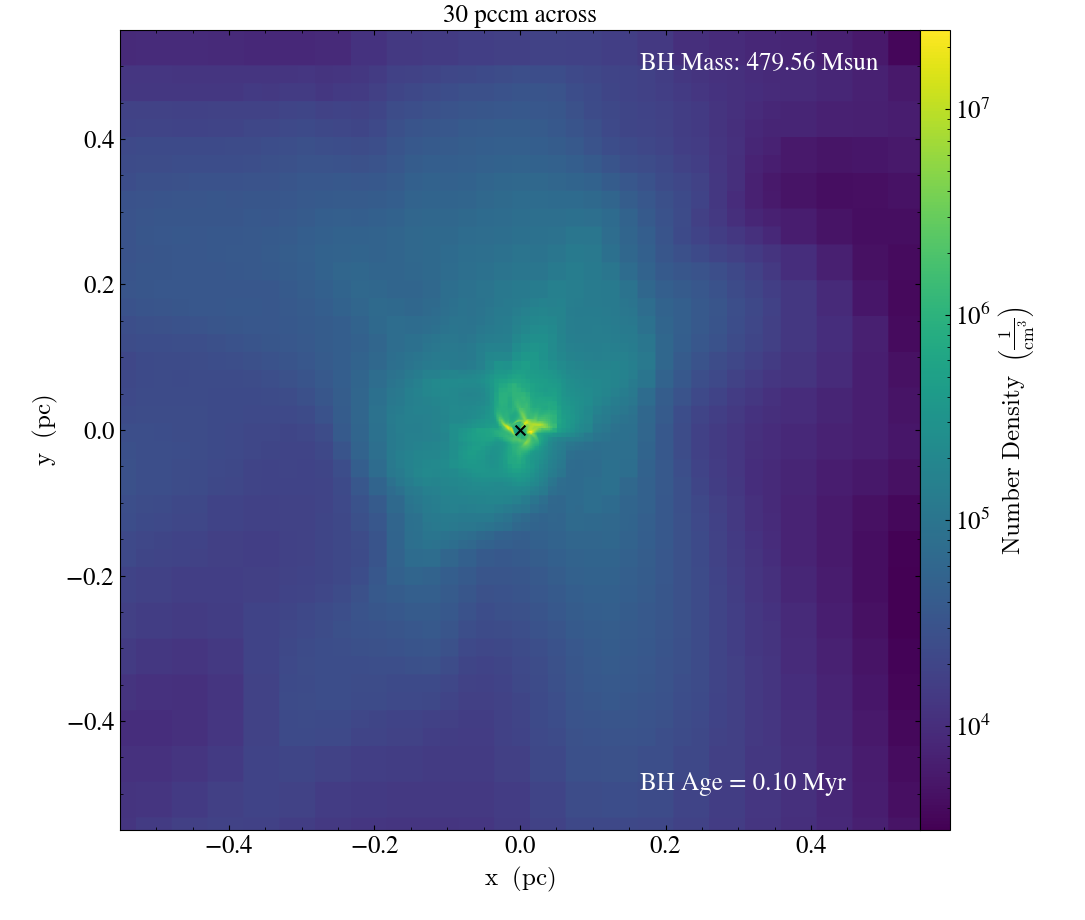 30 pccm across
BH Mass: 479.56 Msun
BH Age = 0.10 Myr
0.4
0.2
0.0
−0.2
−0.4
y (pc)
−0.4
−0.2
0.0
0.2
0.4
x (pc)
10^7
10^6
10^5
10^4
Number Density (1/cm^3)